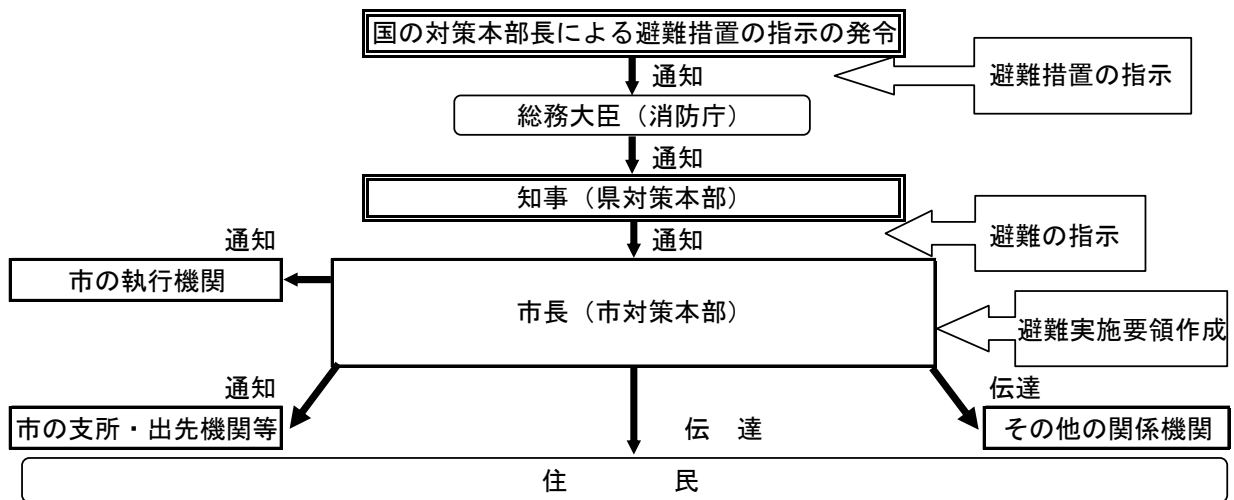 国の対策本部長による避難措置の指示の発令
通知
避難措置の指示
総務大臣（消防庁）
通知
知事（県対策本部）
通知
通知
避難の指示
市の執行機関
市長（市対策本部）
避難実施要領作成
通知
伝達
市の支所・出先機関等
伝　達
その他の関係機関
住　　　民